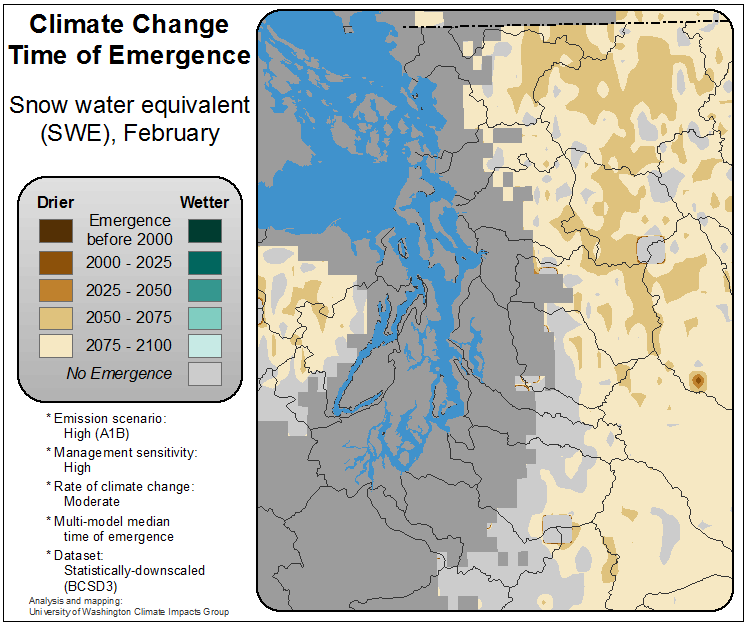 Climate Change
Time of Emergence
Snow water equivalent
(SWE), February
Drier Wetter
Emergence
before 2000
2000 - 2025
2025 - 2050
2050 - 2075
2075 - 2100
No Emergence
* Emission scenario:
High (A1B)
* Management sensitivity:
High
* Rate of climate change:
Moderate
* Multi-model median
time of emergence
* Dataset:
Statistically-downscaled
(BCSD3)
Analysis and mapping:
University of Washington Climate Impacts Group